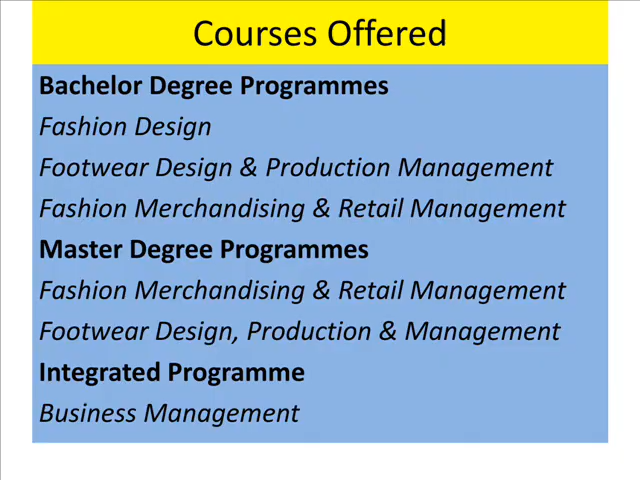 Courses Offered
Bachelor Degree Programmes
Fashion Design
Footwear Design & Production Management
Fashion Merchandising & Retail Management
Master Degree Programmes
Fashion Merchandising & Retail Management
Footwear Design, Production & Management
Integrated Programme
Business Management